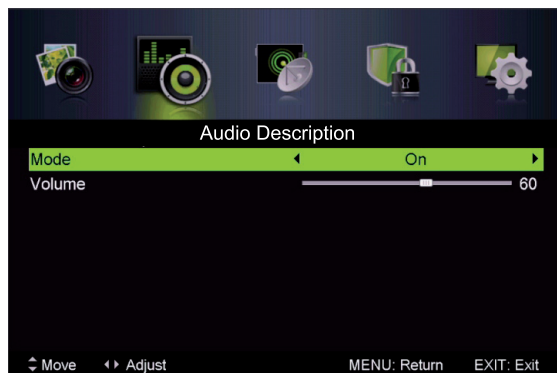 Audio Description
Mode On
Volume 60
Move Adjust MENU: Return EXIT: Exit